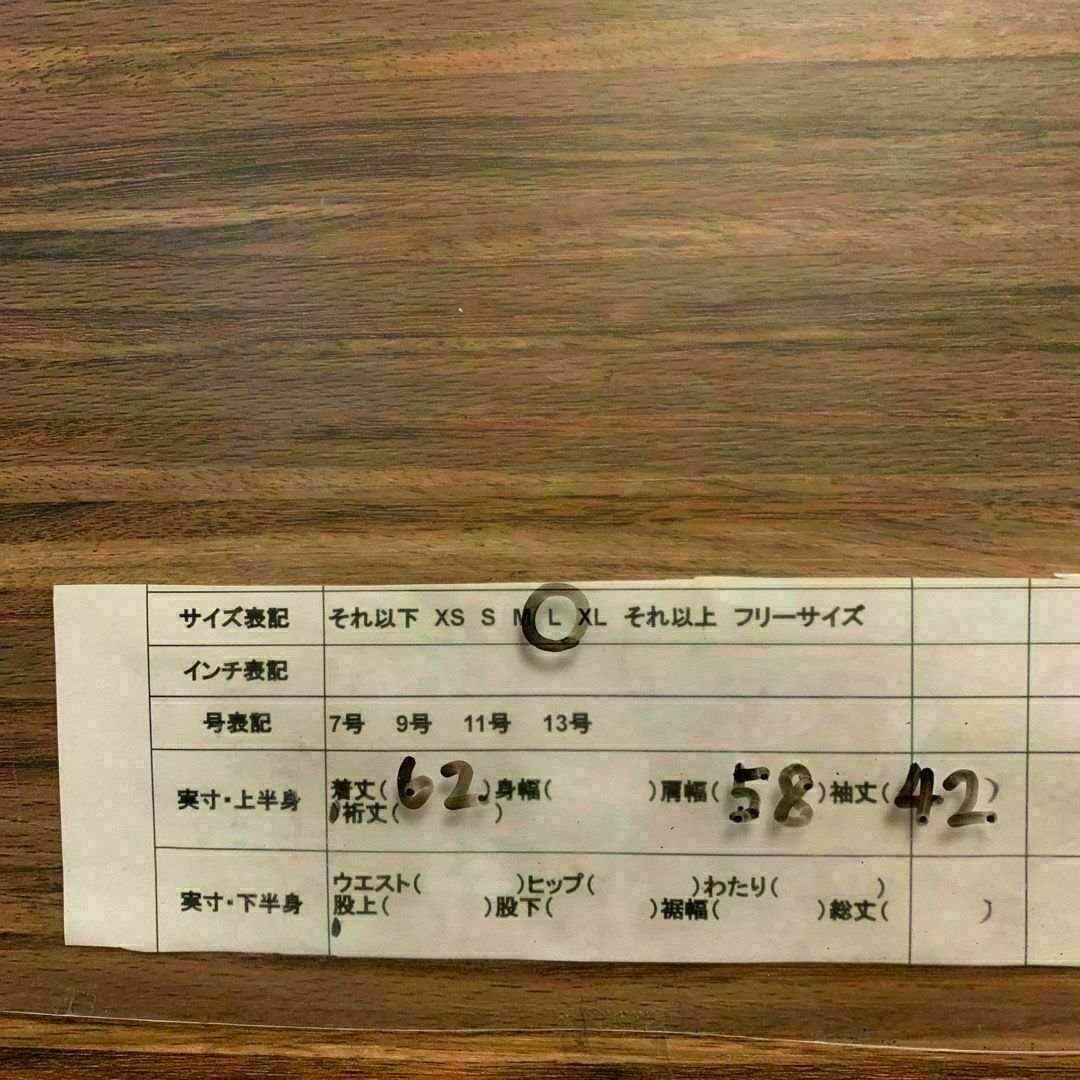 サイズ表記 それ以下 XS S M L XL それ以上 フリーサイズ
インチ表記
号表記 7号 9号 11号 13号
実寸・上半身 着丈(62)身幅( )肩幅(58)袖丈(42)
裄丈( )
実寸・下半身 ウエスト( )ヒップ( )わたり( )
股上( )股下( )裾幅( )総丈( )